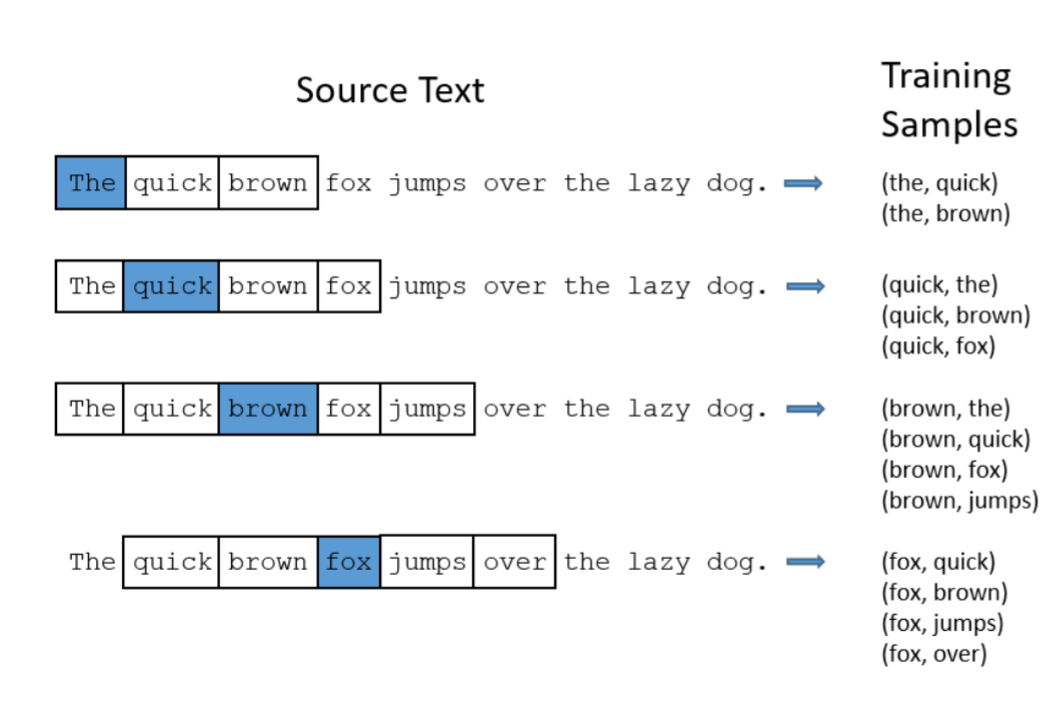 Source Text
Training
Samples
The quick brown fox jumps over the lazy dog.
(the, quick)
(the, brown)
The quick brown fox jumps over the lazy dog.
(quick, the)
(quick, brown)
(quick, fox)
The quick brown fox jumps over the lazy dog.
(brown, the)
(brown, quick)
(brown, fox)
(brown, jumps)
The quick brown fox jumps over the lazy dog.
(fox, quick)
(fox, brown)
(fox, jumps)
(fox, over)